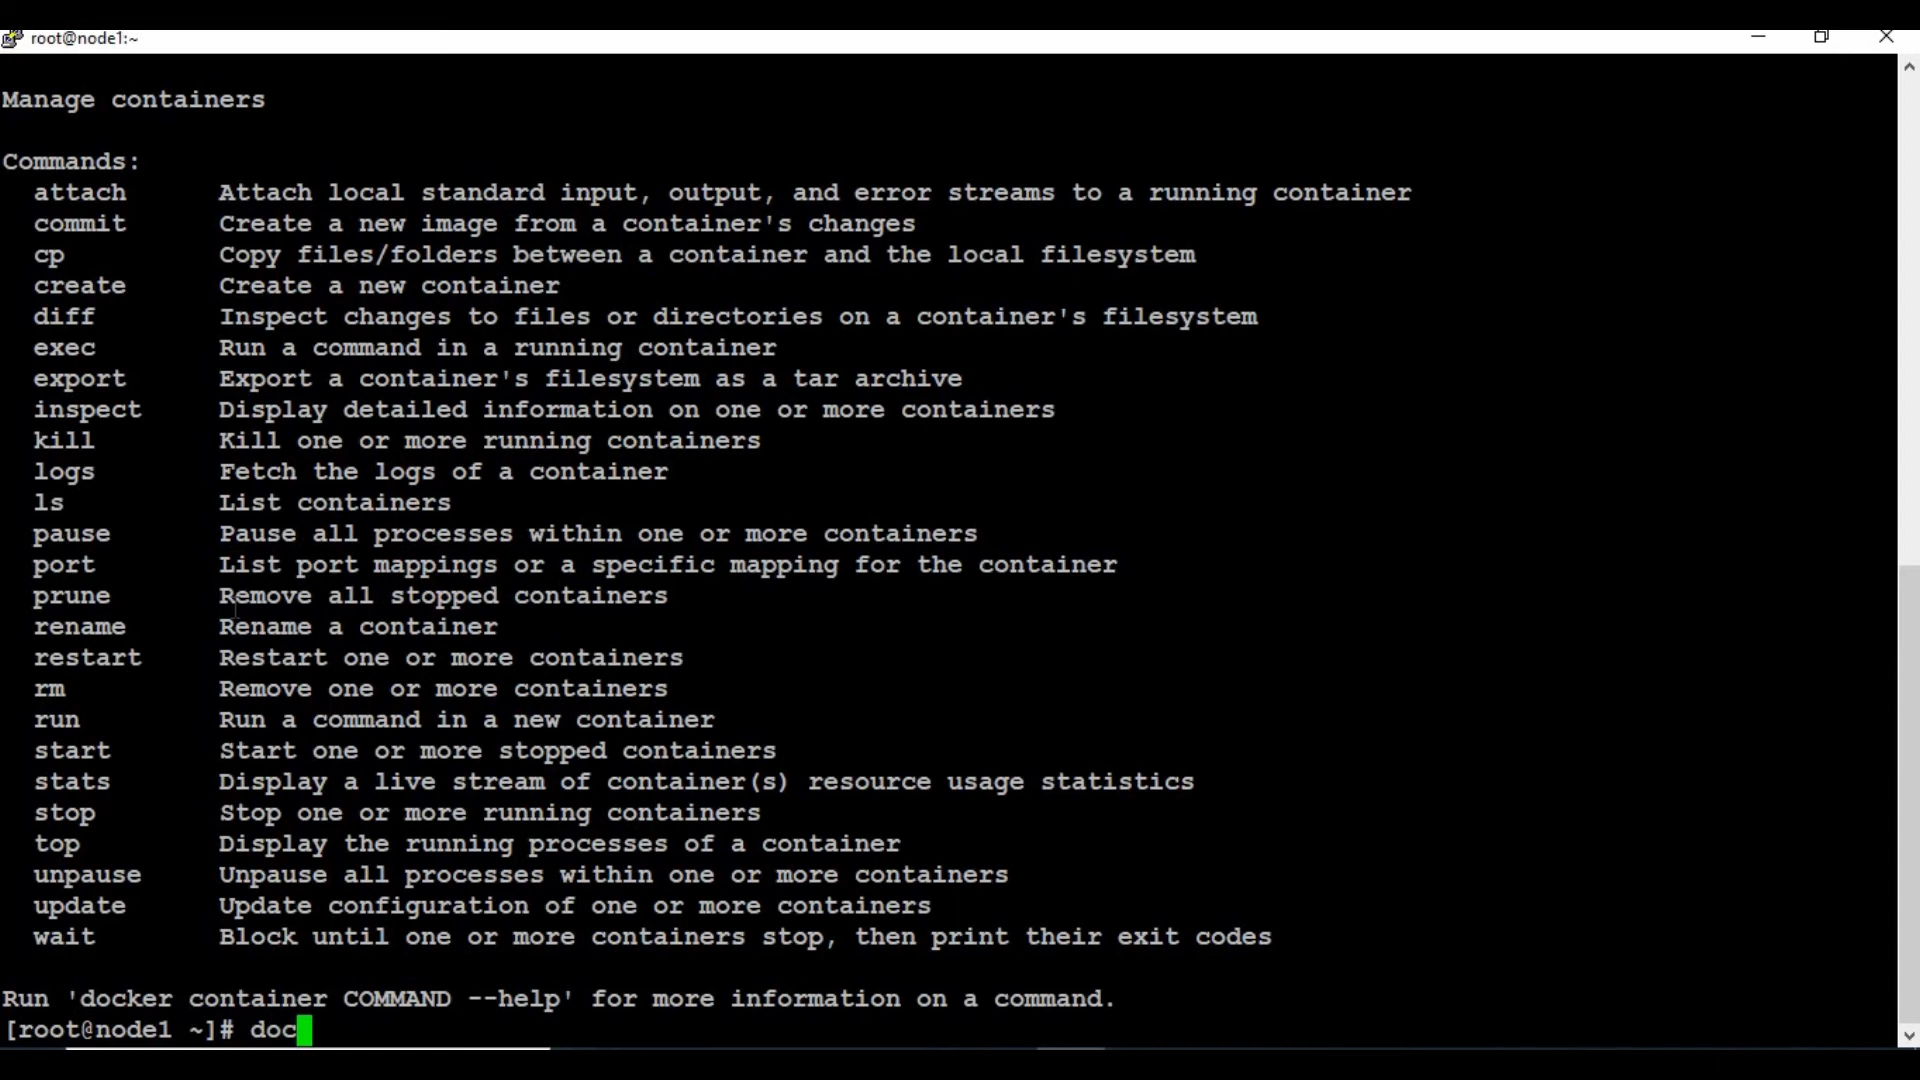 root@node1:~
Manage containers
Commands:
attach Attach local standard input, output, and error streams to a running container
commit Create a new image from a container's changes
cp Copy files/folders between a container and the local filesystem
create Create a new container
diff Inspect changes to files or directories on a container's filesystem
exec Run a command in a running container
export Export a container's filesystem as a tar archive
inspect Display detailed information on one or more containers
kill Kill one or more running containers
logs Fetch the logs of a container
ls List containers
pause Pause all processes within one or more containers
port List port mappings or a specific mapping for the container
prune Remove all stopped containers
rename Rename a container
restart Restart one or more containers
rm Remove one or more containers
run Run a command in a new container
start Start one or more stopped containers
stats Display a live stream of container(s) resource usage statistics
stop Stop one or more running containers
top Display the running processes of a container
unpause Unpause all processes within one or more containers
update Update configuration of one or more containers
wait Block until one or more containers stop, then print their exit codes
Run 'docker container COMMAND --help' for more information on a command.
[root@node1 ~]# doc